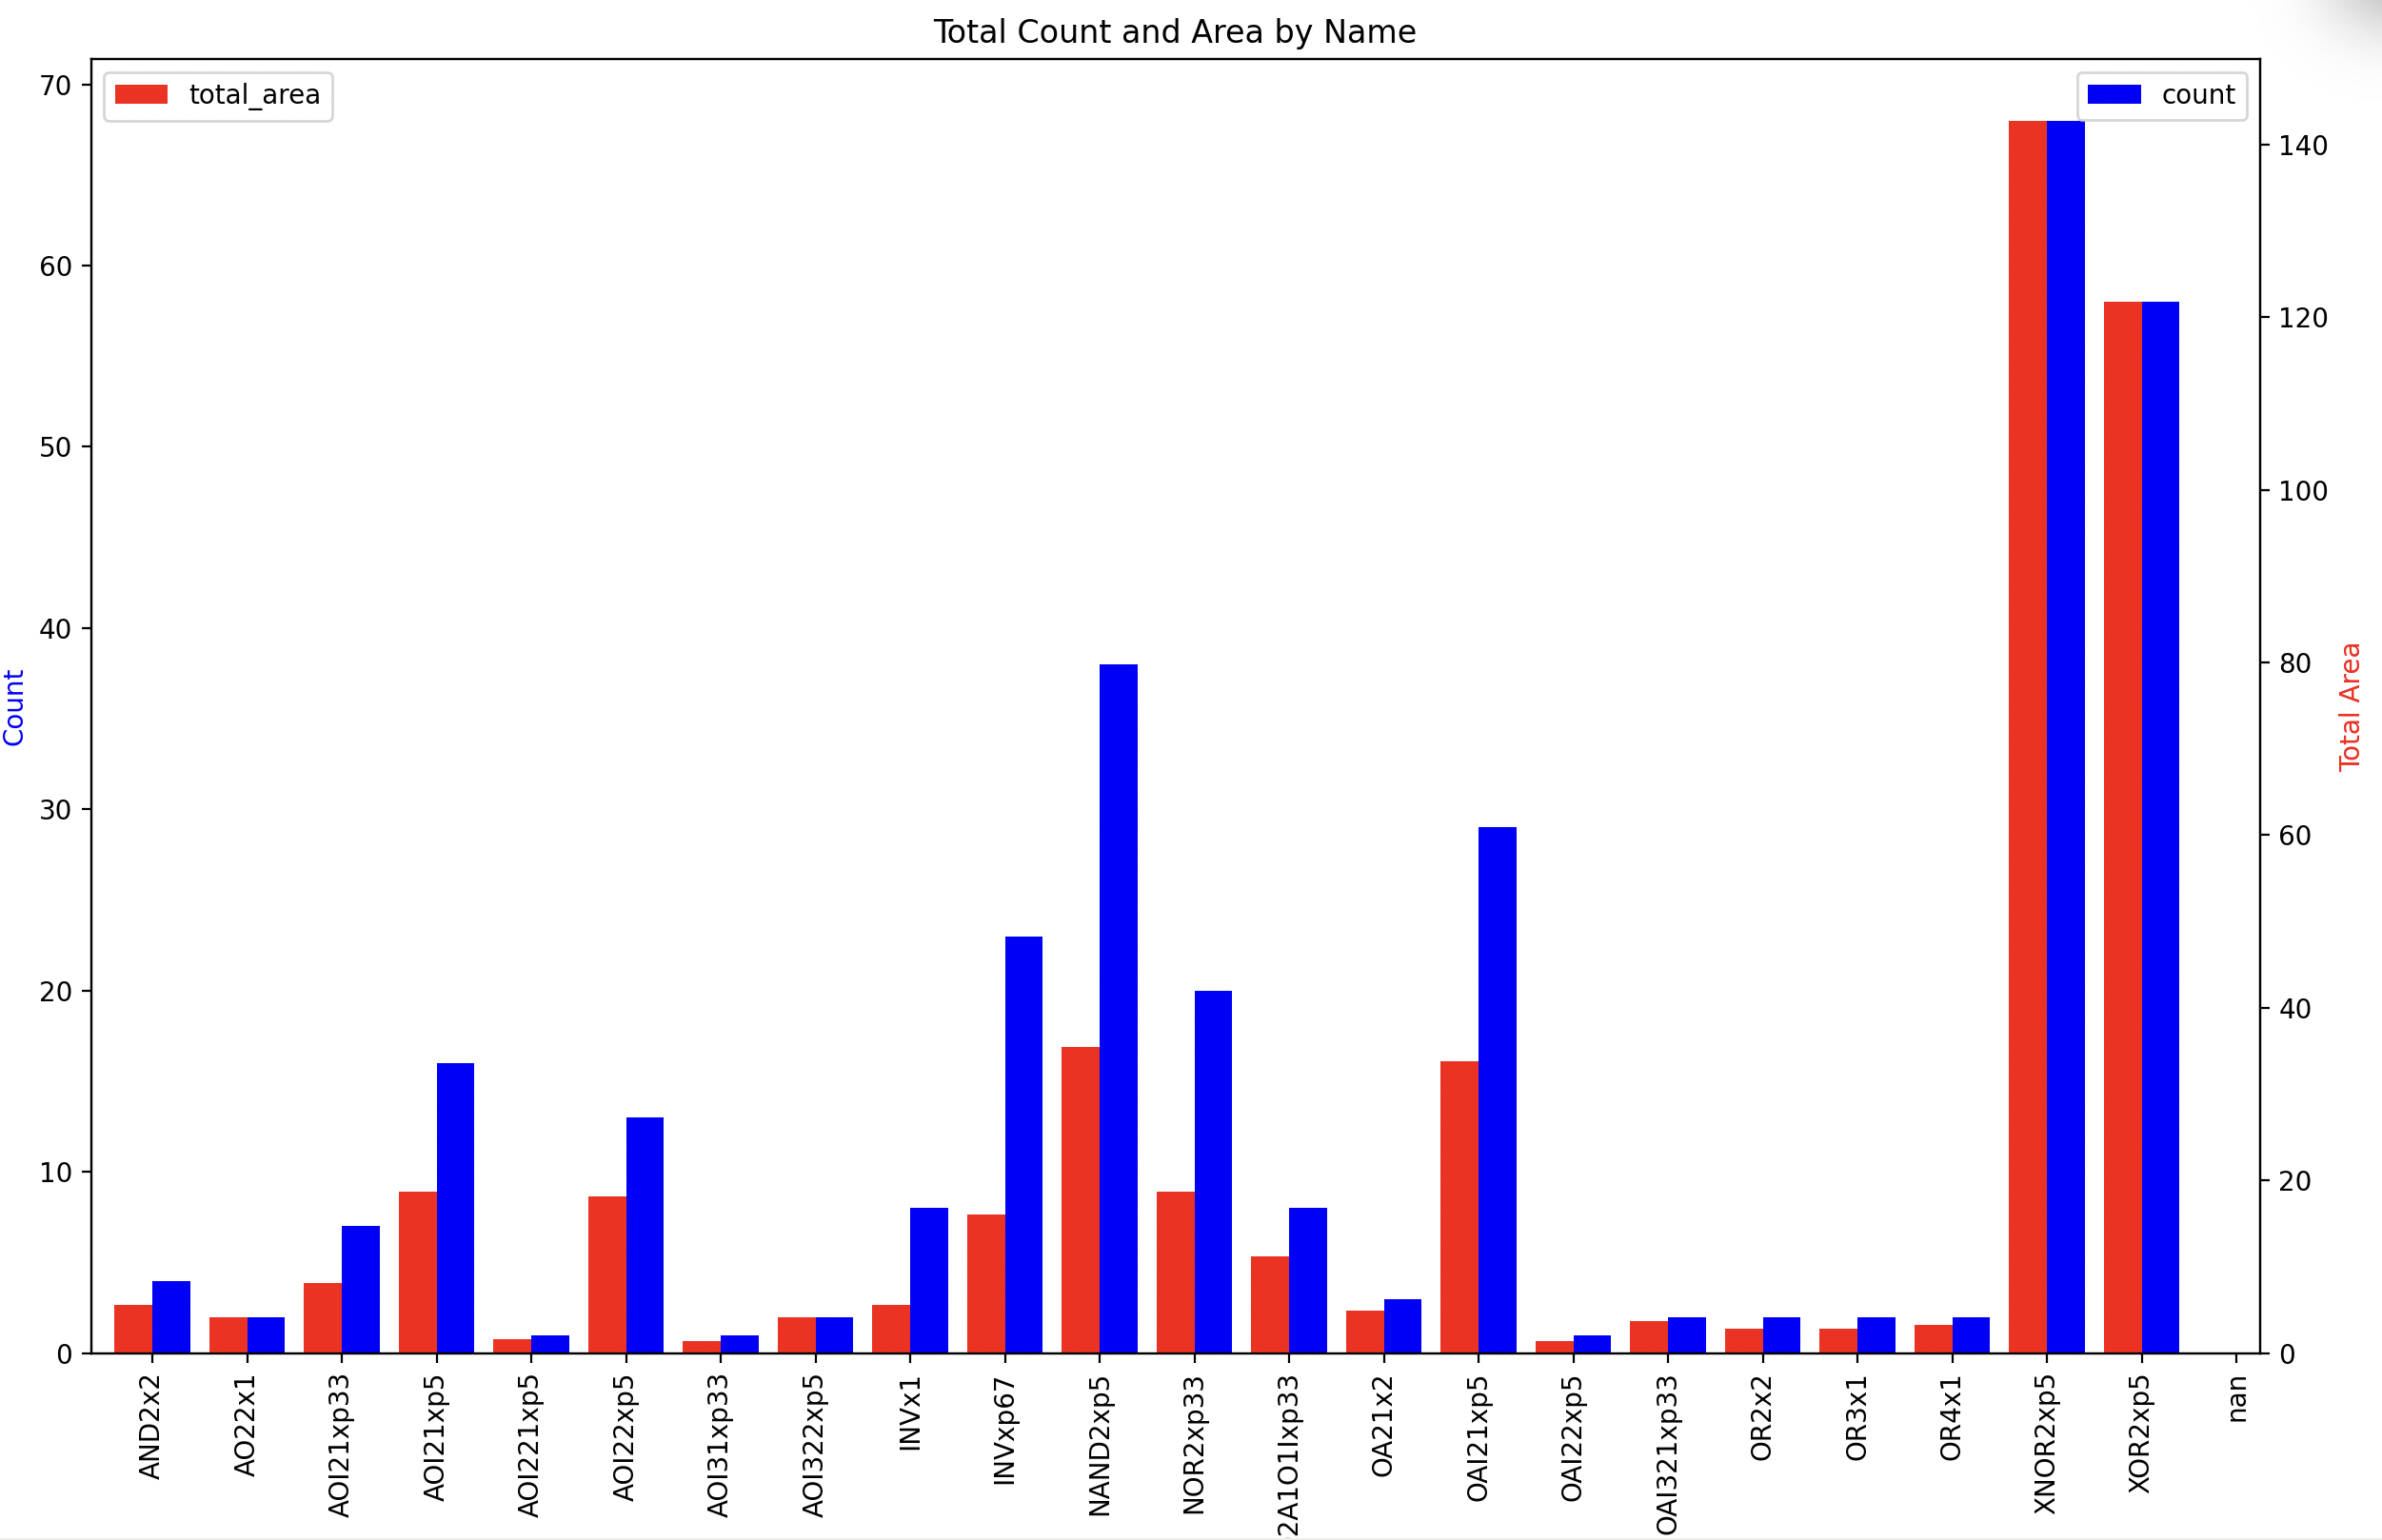 Total Count and Area by Name
total_area
count
70
60
50
40
30
20
10
0
Count
140
120
100
80
60
40
20
0
Total Area
AND2x2
AO22x1
AOI21xp33
AOI21xp5
AOI221xp5
AOI22xp5
AOI31xp33
AOI322xp5
INVx1
INVxp67
NAND2xp5
NOR2xp33
2A1O1Ixp33
OA21x2
OAI21xp5
OAI22xp5
OAI321xp33
OR2x2
OR3x1
OR4x1
XNOR2xp5
XOR2xp5
nan